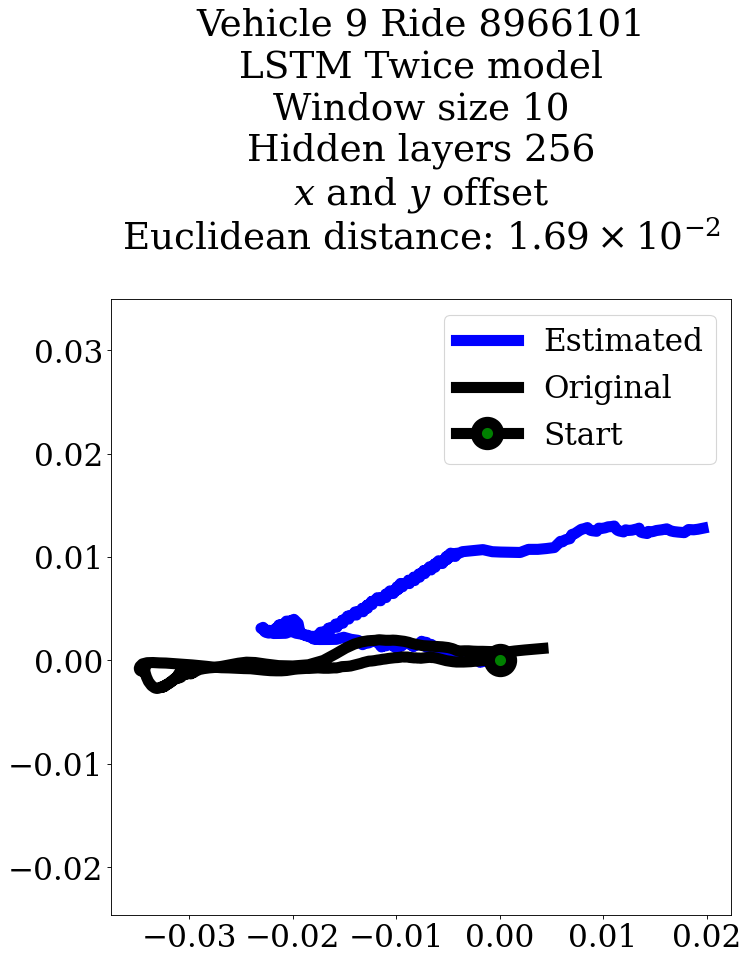 Vehicle 9 Ride 8966101
LSTM Twice model
Window size 10
Hidden layers 256
x and y offset
Euclidean distance: 1.69 × 10⁻²
Estimated
Original
Start
0.03
0.02
0.01
0.00
−0.01
−0.02
−0.03 −0.02 −0.01 0.00 0.01 0.02